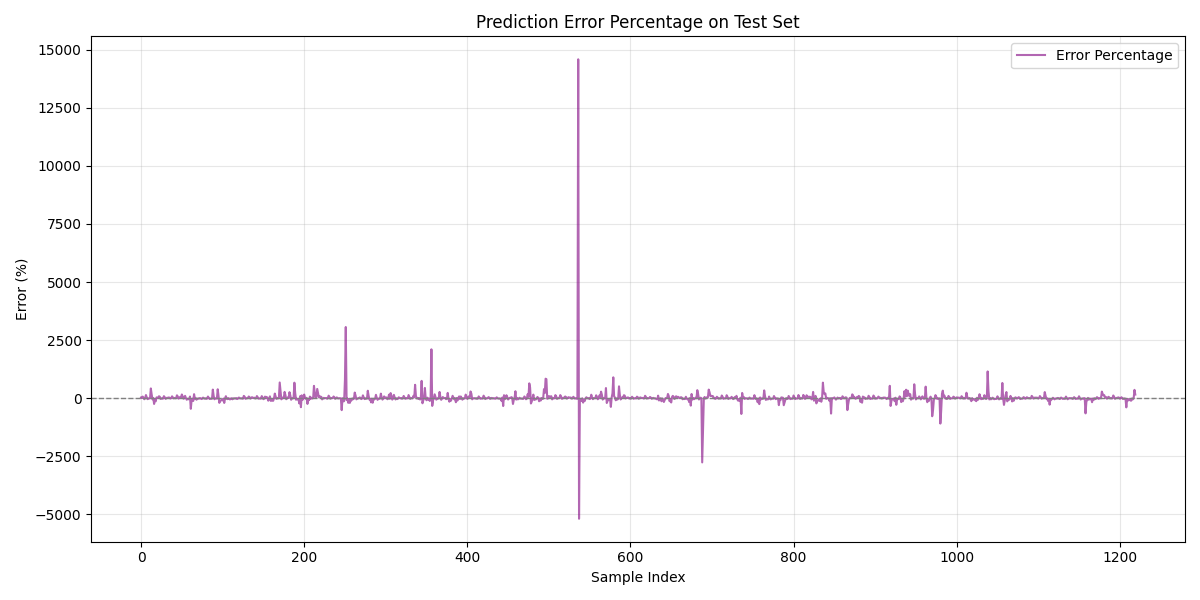 Prediction Error Percentage on Test Set
Error Percentage
15000
12500
10000
7500
5000
2500
0
−2500
−5000
Error (%)
0 200 400 600 800 1000 1200
Sample Index